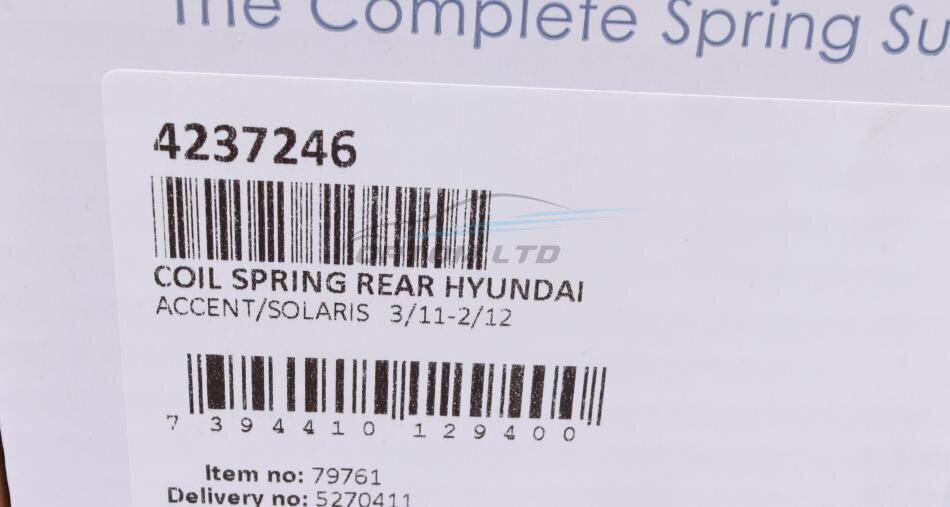 The Complete Spring Su
4237246
LTD
COIL SPRING REAR HYUNDAI
ACCENT/SOLARIS 3/11-2/12
7 394410 129400
Item no: 79761
Delivery no: 5270411